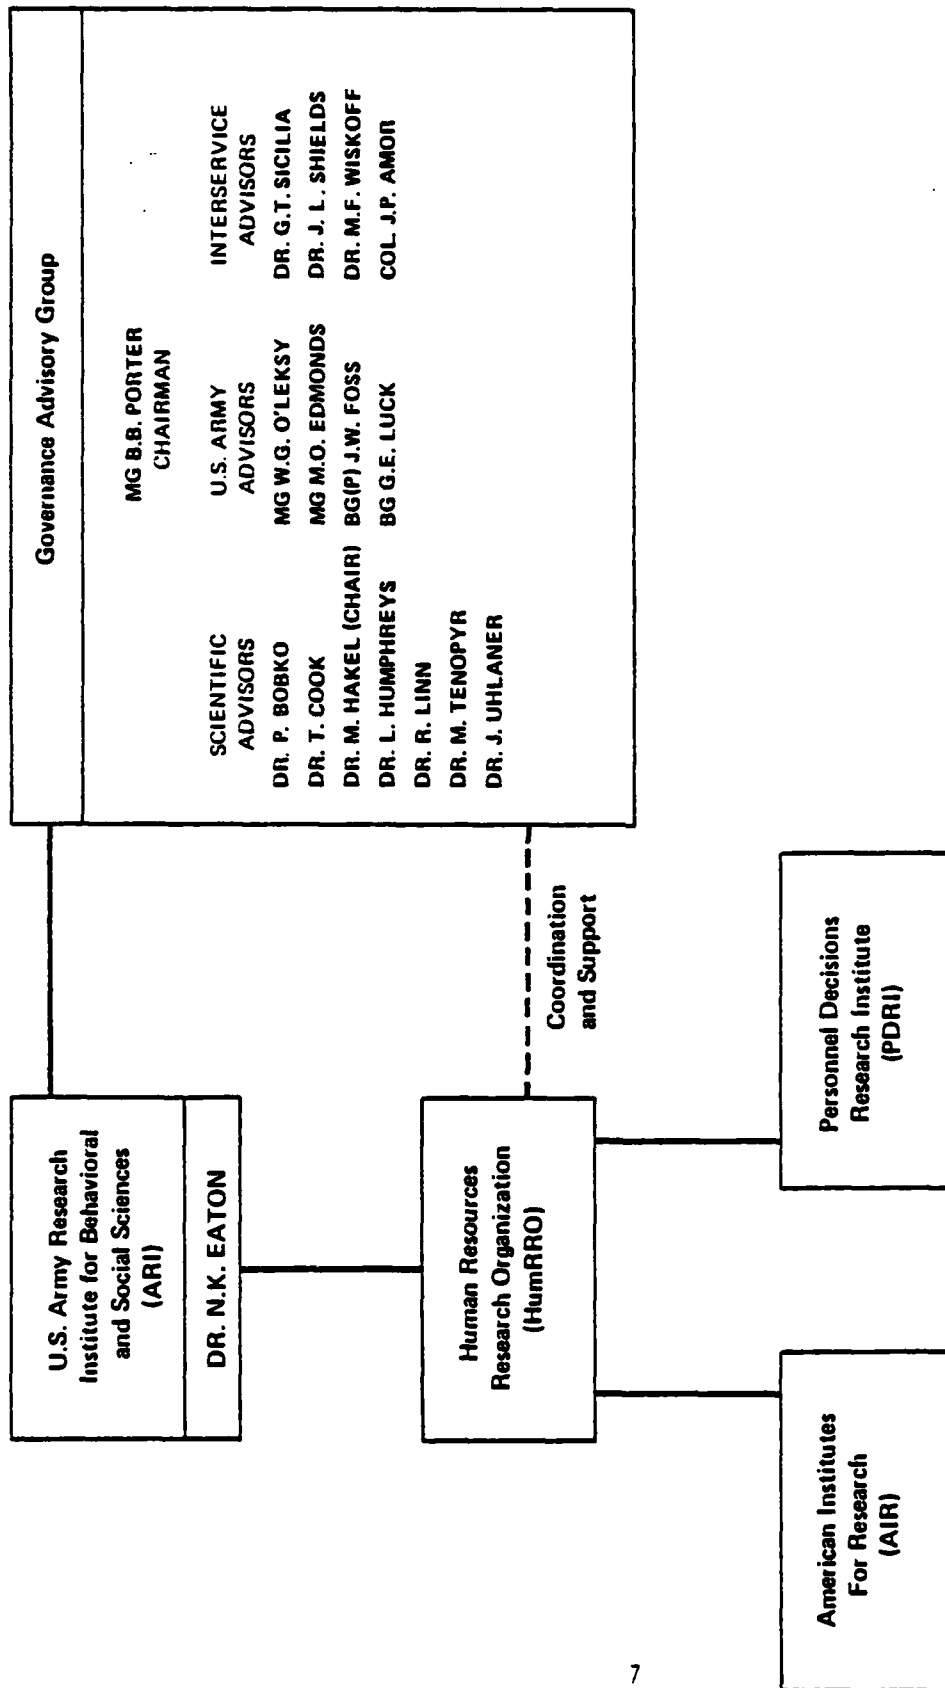 Governance Advisory Group
MG B.B. PORTER
CHAIRMAN
SCIENTIFIC
ADVISORS
DR. P. BOBKO
DR. T. COOK
DR. M. HAKEL (CHAIR)
DR. L. HUMPHREYS
DR. R. LINN
DR. M. TENOPYR
DR. J. UHLANER
U.S. ARMY
ADVISORS
MG W.G. O'LEKSY
MG M.O. EDMONDS
BG(P) J.W. FOSS
BG G.E. LUCK
INTERSERVICE
ADVISORS
DR. G.T. SICILIA
DR. J. L. SHIELDS
DR. M.F. WISKOFF
COL J.P. AMOR
U.S. Army Research
Institute for Behavioral
and Social Sciences
(ARI)
DR. N.K. EATON
Coordination
and Support
Human Resources
Research Organization
(HumRRO)
American Institutes
For Research
(AIR)
Personnel Decisions
Research Institute
(PDRI)
7